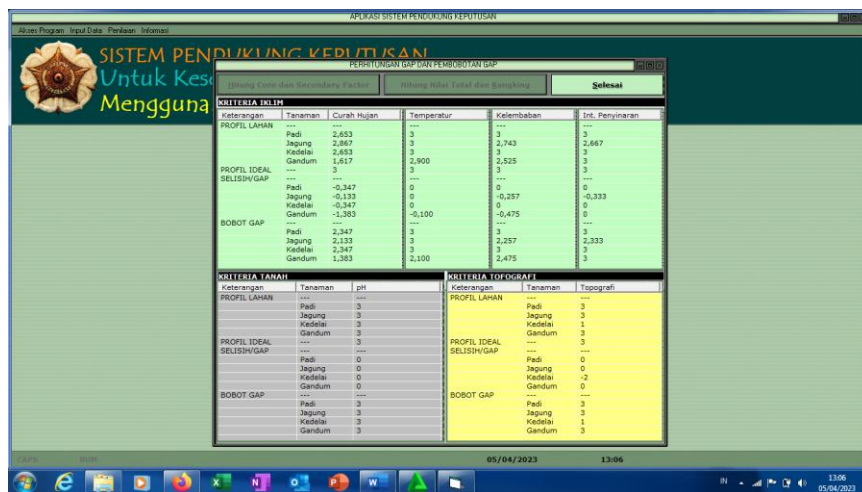 APLIKASI SISTEM PENDUKUNG KEPUTUSAN
Akses Program Input Data Penilaian Informasi
SISTEM PENDUKUNG KEPUTUSAN
Untuk Kes
Mengguna
PERHITUNGAN GAP DAN PEMBOBOTAN GAP
Hitung Core dan Secondary Factor Hitung Nilai Total dan Rangking Selesai
KRITERIA IKLIM
Keterangan Tanaman Curah Hujan Temperatur Kelembaban Int. Penyinaran
PROFIL LAHAN --- --- --- --- ---
Padi 2,653 3 3 3
Jagung 2,867 3 2,743 2,667
Kedelai 2,653 3 3 3
Gandum 1,617 2,900 2,525 3
PROFIL IDEAL --- 3 3 3 3
SELISIH/GAP --- --- --- --- ---
Padi -0,347 0 0 0
Jagung -0,133 0 -0,257 -0,333
Kedelai -0,347 0 0 0
Gandum -1,383 -0,100 -0,475 0
BOBOT GAP --- --- --- --- ---
Padi 2,347 3 3 3
Jagung 2,133 3 2,257 2,333
Kedelai 2,347 3 3 3
Gandum 1,383 2,100 2,475 3
KRITERIA TANAH
Keterangan Tanaman pH
PROFIL LAHAN --- ---
Padi 3
Jagung 3
Kedelai 3
Gandum 3
PROFIL IDEAL --- 3
SELISIH/GAP --- ---
Padi 0
Jagung 0
Kedelai 0
Gandum 0
BOBOT GAP --- ---
Padi 3
Jagung 3
Kedelai 3
Gandum 3
KRITERIA TOPOGRAFI
Keterangan Tanaman Topografi
PROFIL LAHAN --- ---
Padi 3
Jagung 3
Kedelai 1
Gandum 3
PROFIL IDEAL --- 3
SELISIH/GAP --- ---
Padi 0
Jagung 0
Kedelai -2
Gandum 0
BOBOT GAP --- ---
Padi 3
Jagung 3
Kedelai 1
Gandum 3
CAPS NUM 05/04/2023 13:06
IN 13:06
05/04/2023